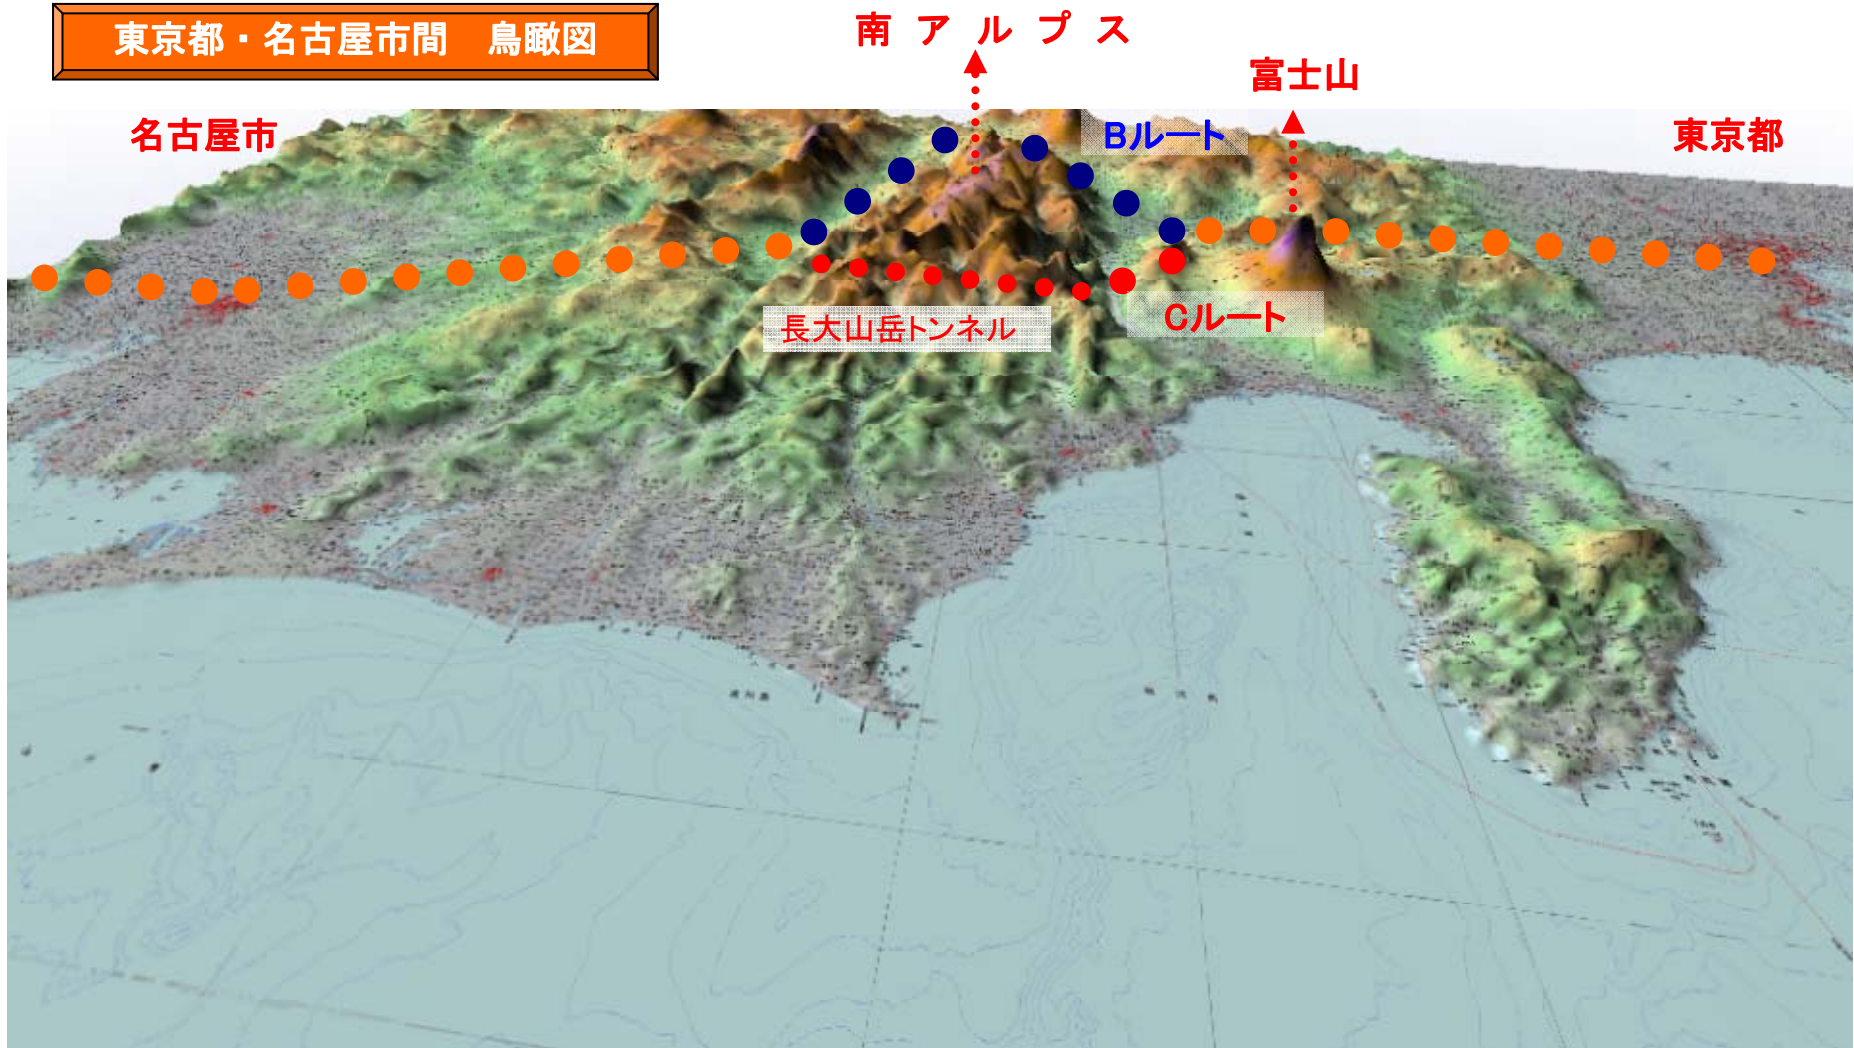 東京都・名古屋市間　鳥瞰図
南アルプス
富士山
名古屋市
Bルート
東京都
長大山岳トンネル
Cルート